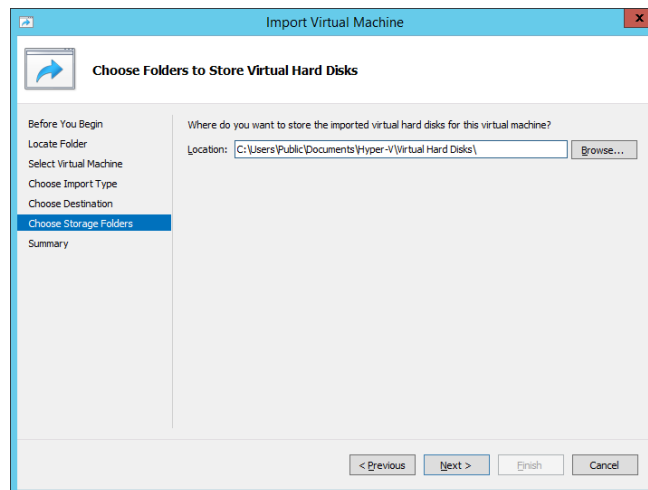 Import Virtual Machine
x
Choose Folders to Store Virtual Hard Disks
Before You Begin
Locate Folder
Select Virtual Machine
Choose Import Type
Choose Destination
Choose Storage Folders
Summary
Where do you want to store the imported virtual hard disks for this virtual machine?
Location: C:\Users\Public\Documents\Hyper-V\Virtual Hard Disks\ Browse...
< Previous Next > Finish Cancel